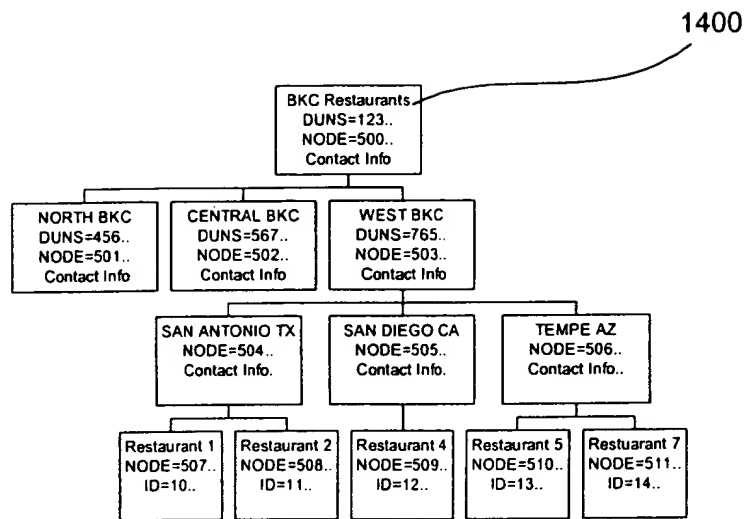 1400
BKC Restaurants
DUNS=123..
NODE=500..
Contact Info
NORTH BKC
DUNS=456..
NODE=501..
Contact Info
CENTRAL BKC
DUNS=567..
NODE=502..
Contact Info
WEST BKC
DUNS=765..
NODE=503..
Contact Info
SAN ANTONIO TX
NODE=504..
Contact Info.
SAN DIEGO CA
NODE=505..
Contact Info.
TEMPE AZ
NODE=506..
Contact Info..
Restaurant 1
NODE=507..
ID=10..
Restaurant 2
NODE=508..
ID=11..
Restaurant 4
NODE=509..
ID=12..
Restaurant 5
NODE=510..
ID=13..
Restuarant 7
NODE=511..
ID=14..